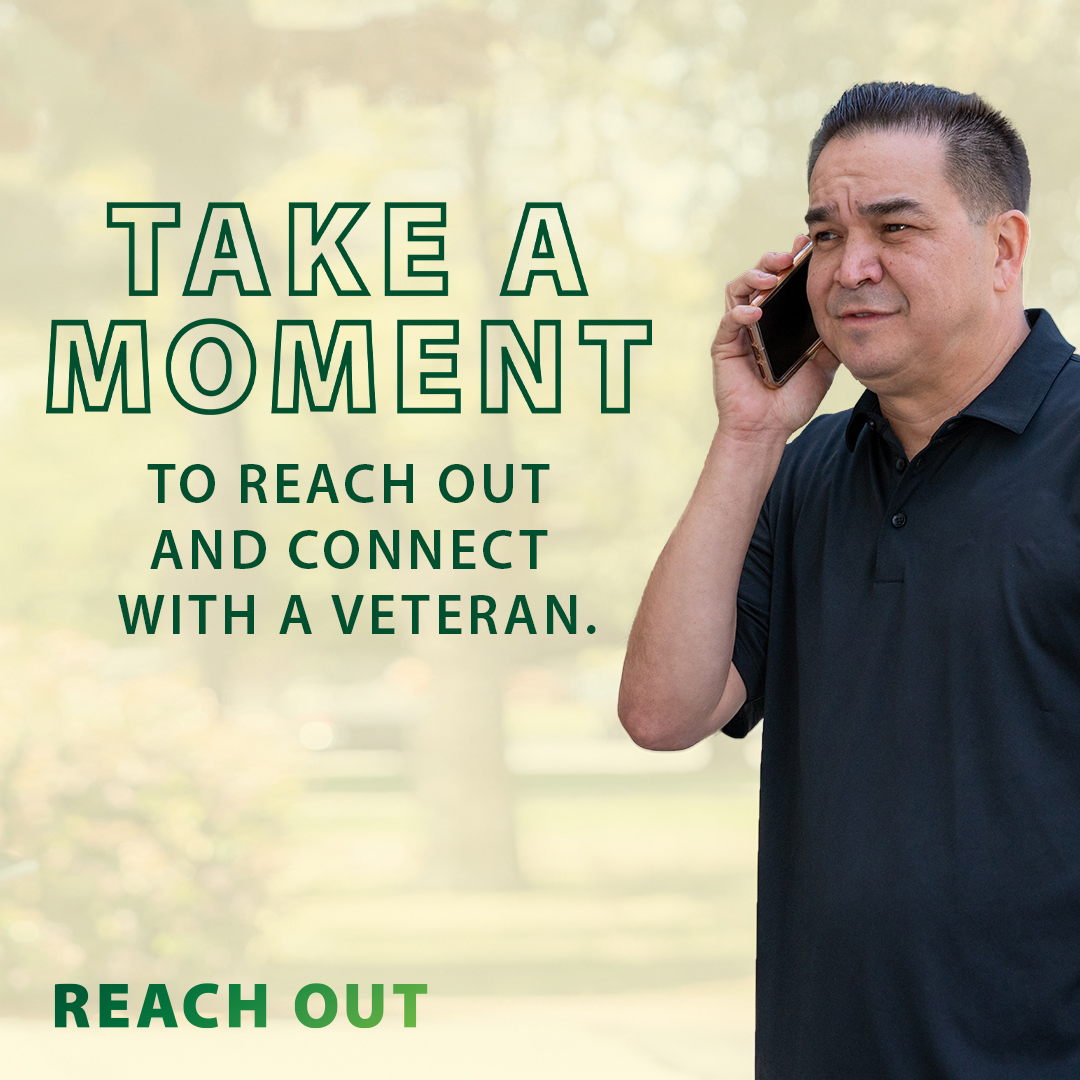 TAKE A
MOMENT
TO REACH OUT
AND CONNECT
WITH A VETERAN.
REACH OUT